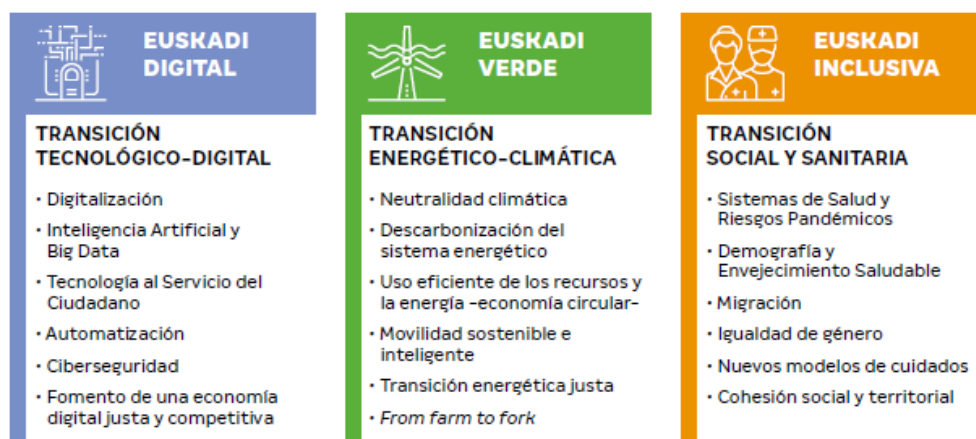 EUSKADI
DIGITAL
TRANSICIÓN
TECNOLÓGICO-DIGITAL
· Digitalización
· Inteligencia Artificial y
Big Data
· Tecnología al Servicio del
Ciudadano
· Automatización
· Ciberseguridad
· Fomento de una economía
digital justa y competitiva
EUSKADI
VERDE
TRANSICIÓN
ENERGÉTICO-CLIMÁTICA
· Neutralidad climática
· Descarbonización del
sistema energético
· Uso eficiente de los recursos y
la energía -economía circular-
· Movilidad sostenible e
inteligente
· Transición energética justa
· From farm to fork
EUSKADI
INCLUSIVA
TRANSICIÓN
SOCIAL Y SANITARIA
· Sistemas de Salud y
Riesgos Pandémicos
· Demografía y
Envejecimiento Saludable
· Migración
· Igualdad de género
· Nuevos modelos de cuidados
· Cohesión social y territorial